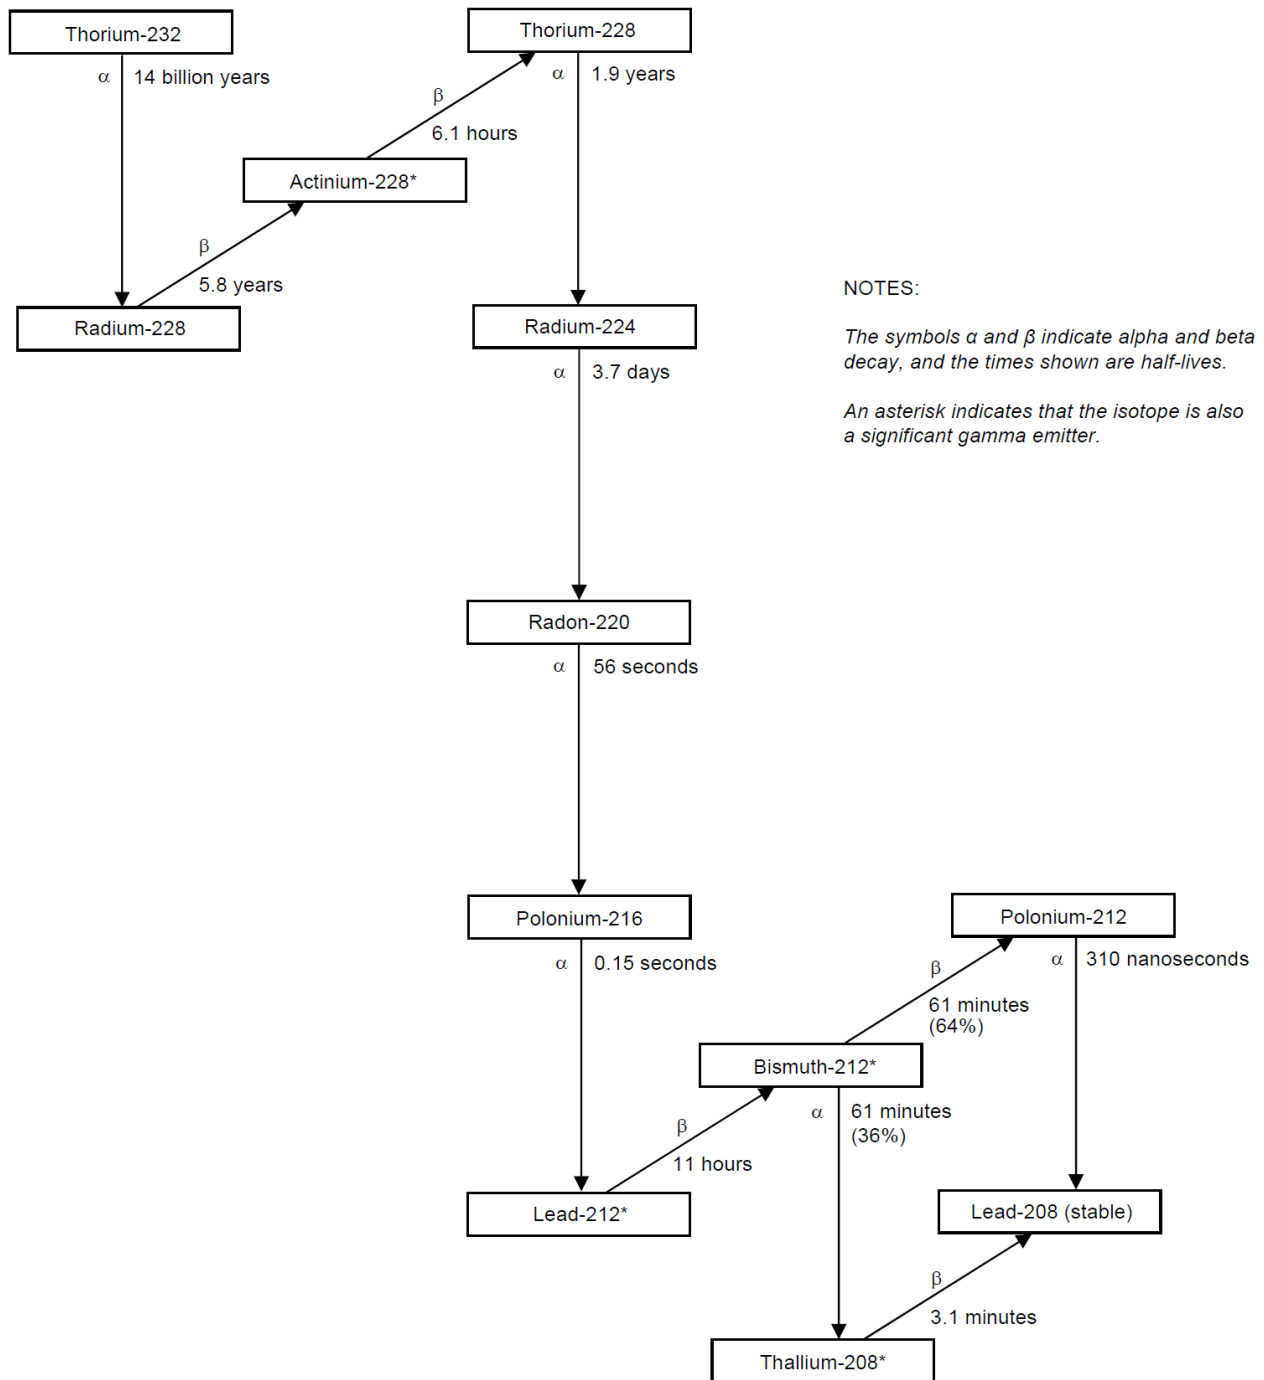 Thorium-232
α 14 billion years
Radium-228
β
5.8 years
Actinium-228*
β
6.1 hours
Thorium-228
α 1.9 years
Radium-224
α 3.7 days
Radon-220
α 56 seconds
Polonium-216
α 0.15 seconds
Lead-212*
β
11 hours
Bismuth-212*
β
61 minutes
(64%)
α 61 minutes
(36%)
Polonium-212
α 310 nanoseconds
Thallium-208*
β
3.1 minutes
Lead-208 (stable)
NOTES:
The symbols α and β indicate alpha and beta
decay, and the times shown are half-lives.
An asterisk indicates that the isotope is also
a significant gamma emitter.